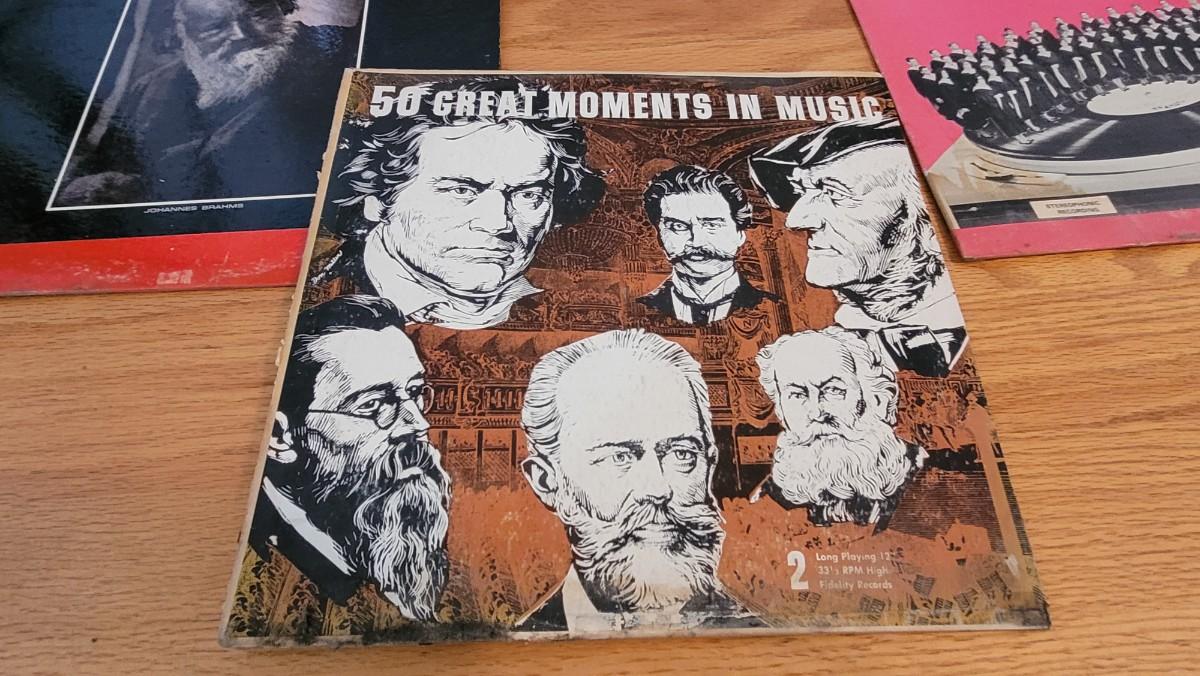 50 GREAT MOMENTS IN MUSIC
JOHANNES BRAHMS
STEREOPHONIC
RECORDING
2
Long Playing 12"
33⅓ RPM High
Fidelity Records